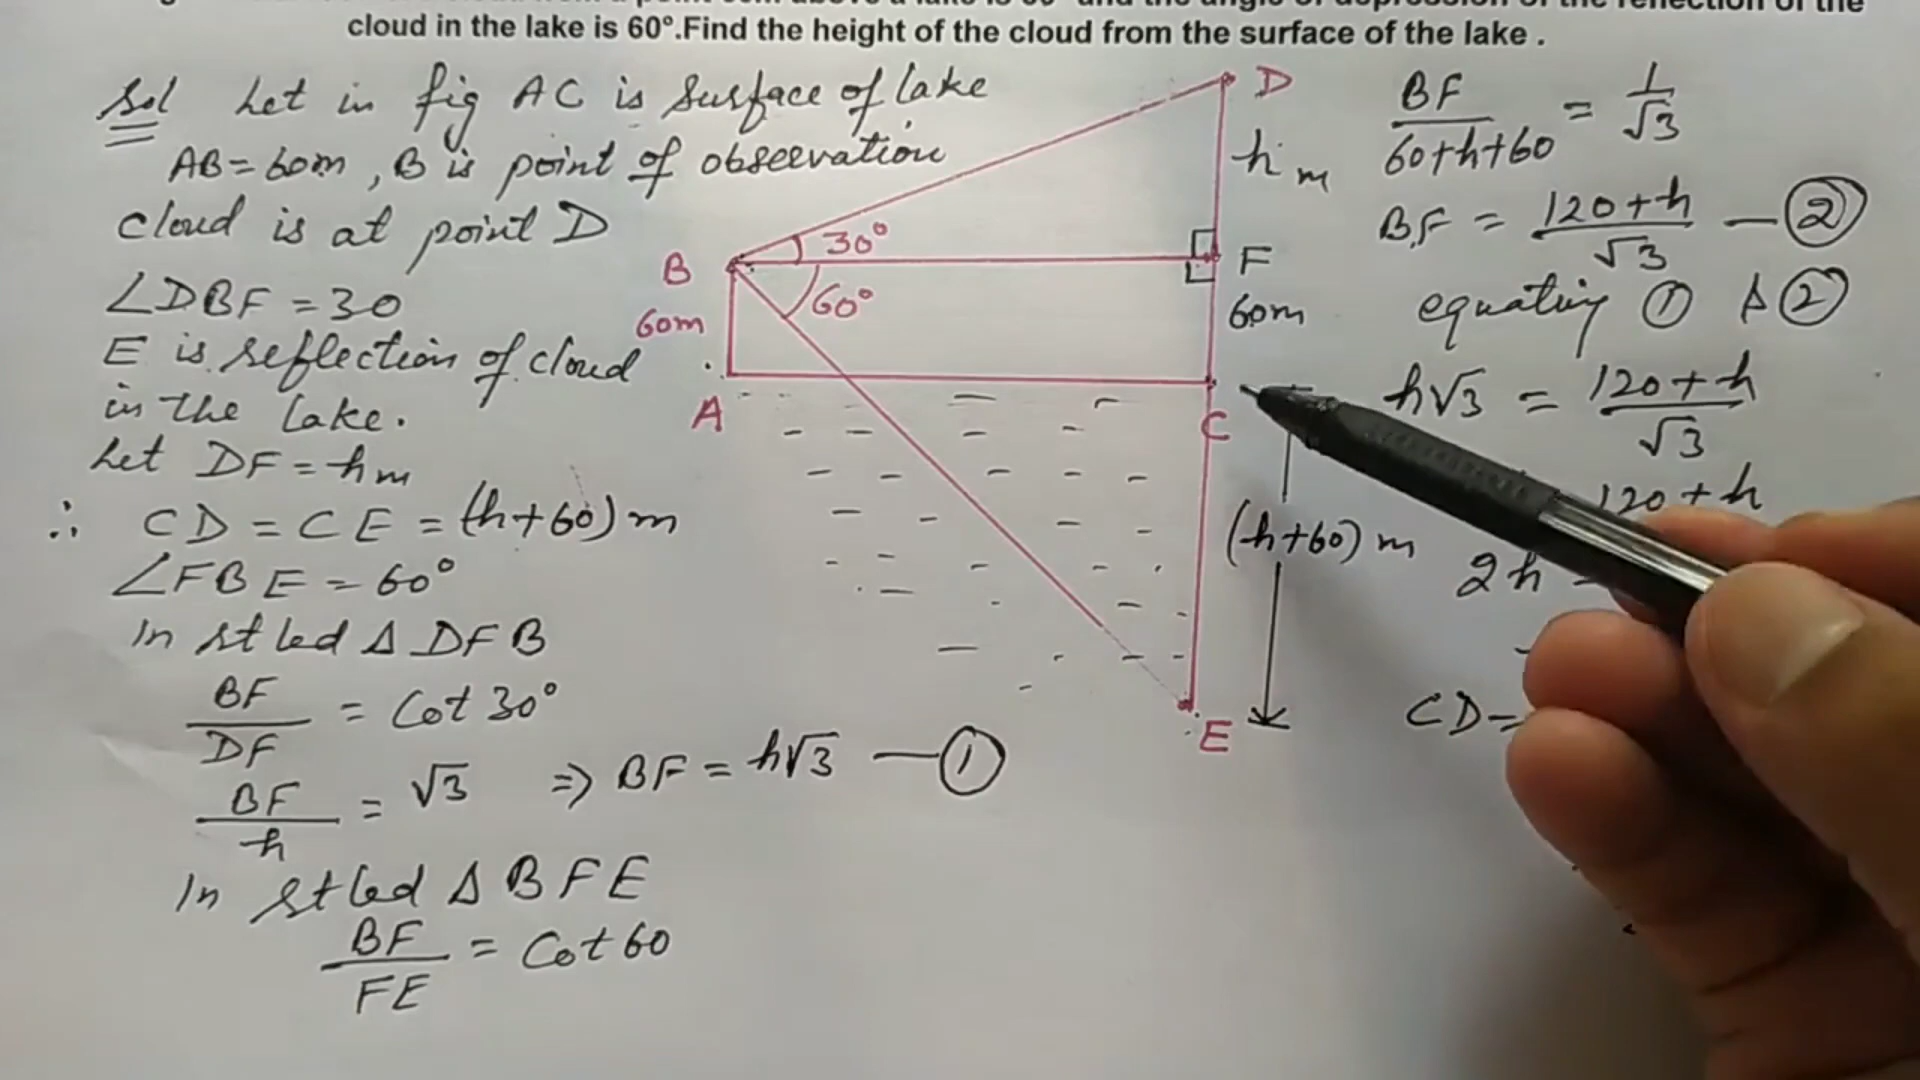 cloud in the lake is 60°.Find the height of the cloud from the surface of the lake .
Sol Let in fig AC is surface of lake
AB = 60m , B is point of observation
Cloud is at point D
∠DBF = 30
E is reflection of cloud
in the lake.
Let DF = h m
∴ CD = CE = (h+60) m
∠FBE = 60°
In rt led Δ DFB
BF/DF = Cot 30°
BF/h = √3 ⇒ BF = h√3 — ①
In rt led Δ BFE
BF/FE = Cot 60
D
h m
30°
B
F
60°
60m
60m
A
C
(h+60) m
E
BF/60+h+60 = 1/√3
BF = 120+h/√3 — ②
equating ① & ②
h√3 = 120+h/√3
120+h
2h =
CD =